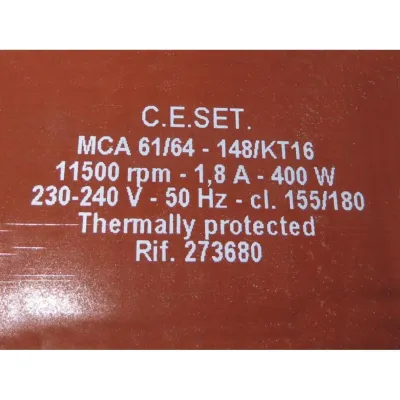 C.E.SET.
MCA 61/64 - 148/KT16
11500 rpm - 1,8 A - 400 W
230-240 V - 50 Hz - cl. 155/180
Thermally protected
Rif. 273680